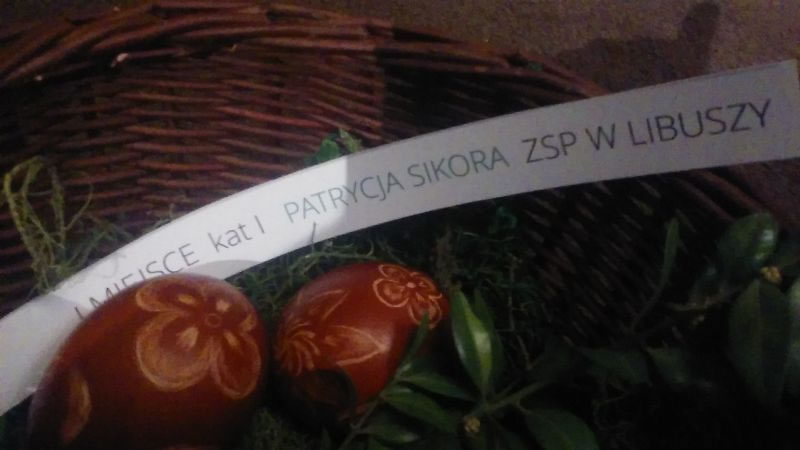 I MIEJSCE kat I PATRYCJA SIKORA ZSP W LIBUSZY